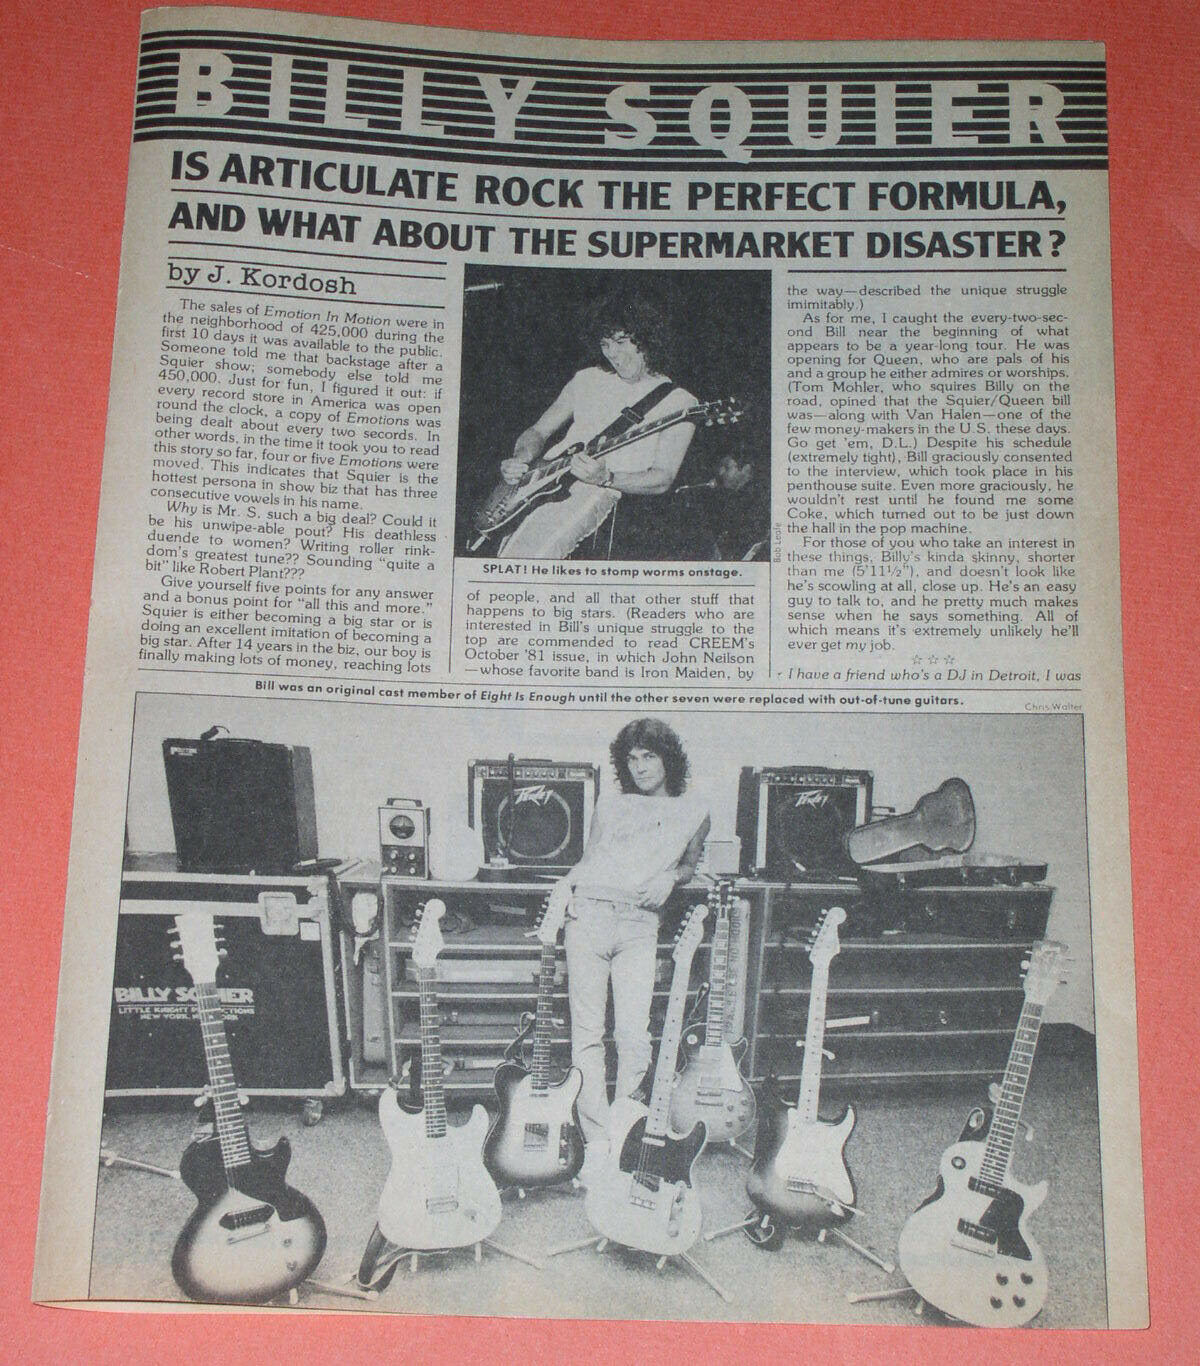 BILLY SQUIER
IS ARTICULATE ROCK THE PERFECT FORMULA,
AND WHAT ABOUT THE SUPERMARKET DISASTER?
by J. Kordosh
The sales of Emotion In Motion were in
the neighborhood of 425,000 during the
first 10 days it was available to the public.
Someone told me that backstage after a
Squier show; somebody else told me
450,000. Just for fun, I figured it out: if
every record store in America was open
round the clock, a copy of Emotions was
being dealt about every two seconds. In
other words, in the time it took you to read
this story so far, four or five Emotions were
moved. This indicates that Squier is the
hottest persona in show biz that has three
consecutive vowels in his name.
Why is Mr. S. such a big deal? Could it
be his unwipe-able pout? His deathless
duende to women? Writing roller rink-
dom's greatest tune?? Sounding "quite a
bit" like Robert Plant???
Give yourself five points for any answer
and a bonus point for "all this and more."
Squier is either becoming a big star or is
doing an excellent imitation of becoming a
big star. After 14 years in the biz, our boy is
finally making lots of money, reaching lots
Bob Leafe
SPLAT! He likes to stomp worms onstage.
of people, and all that other stuff that
happens to big stars. (Readers who are
interested in Bill's unique struggle to the
top are commended to read CREEM's
October '81 issue, in which John Neilson
—whose favorite band is Iron Maiden, by
the way—described the unique struggle
imimitably.)
As for me, I caught the every-two-sec-
ond Bill near the beginning of what
appears to be a year-long tour. He was
opening for Queen, who are pals of his
and a group he either admires or worships.
(Tom Mohler, who squires Billy on the
road, opined that the Squier/Queen bill
was—along with Van Halen—one of the
few money-makers in the U.S. these days.
Go get 'em, D.L.) Despite his schedule
(extremely tight), Bill graciously consented
to the interview, which took place in his
penthouse suite. Even more graciously, he
wouldn't rest until he found me some
Coke, which turned out to be just down
the hall in the pop machine.
For those of you who take an interest in
these things, Billy's kinda skinny, shorter
than me (5'11½"), and doesn't look like
he's scowling at all, close up. He's an easy
guy to talk to, and he pretty much makes
sense when he says something. All of
which means it's extremely unlikely he'll
ever get my job.
☆ ☆ ☆
I have a friend who's a DJ in Detroit, I was
Bill was an original cast member of Eight Is Enough until the other seven were replaced with out-of-tune guitars.
Chris Walter
Peavey
Peavey
BILLY SQUIER
LITTLE KNIGHT PRODUCTIONS
NEW YORK, NEW YORK